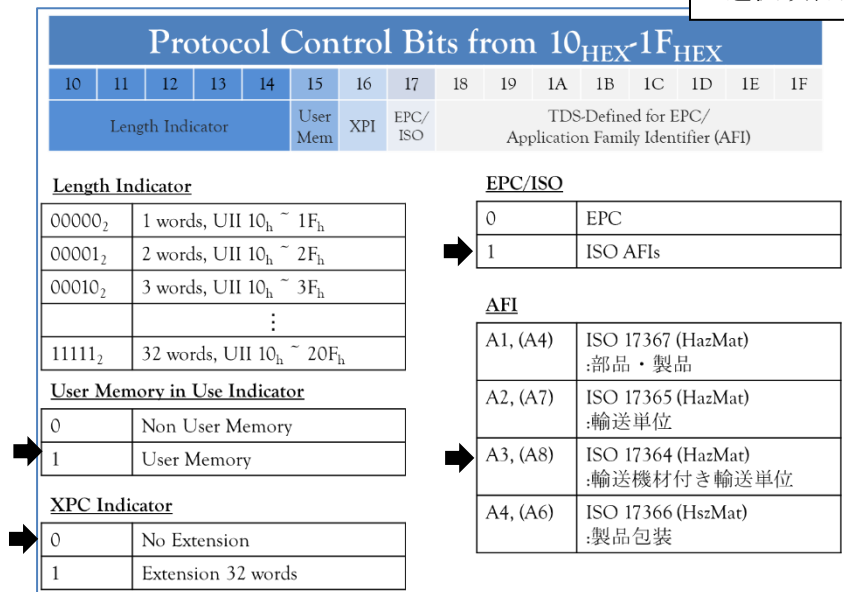 Protocol Control Bits from 10HEX-1FHEX
10 11 12 13 14 15 16 17 18 19 1A 1B 1C 1D 1E 1F
Length Indicator
User
Mem
XPI
EPC/
ISO
TDS-Defined for EPC/
Application Family Identifier (AFI)
Length Indicator
00000₂ 1 words, UII 10h ~ 1Fh
00001₂ 2 words, UII 10h ~ 2Fh
00010₂ 3 words, UII 10h ~ 3Fh
⋮
11111₂ 32 words, UII 10h ~ 20Fh
User Memory in Use Indicator
0 Non User Memory
1 User Memory
XPC Indicator
0 No Extension
1 Extension 32 words
EPC/ISO
0 EPC
1 ISO AFIs
AFI
A1, (A4) ISO 17367 (HazMat)
:部品・製品
A2, (A7) ISO 17365 (HazMat)
:輸送単位
A3, (A8) ISO 17364 (HazMat)
:輸送機材付き輸送単位
A4, (A6) ISO 17366 (HszMat)
:製品包装